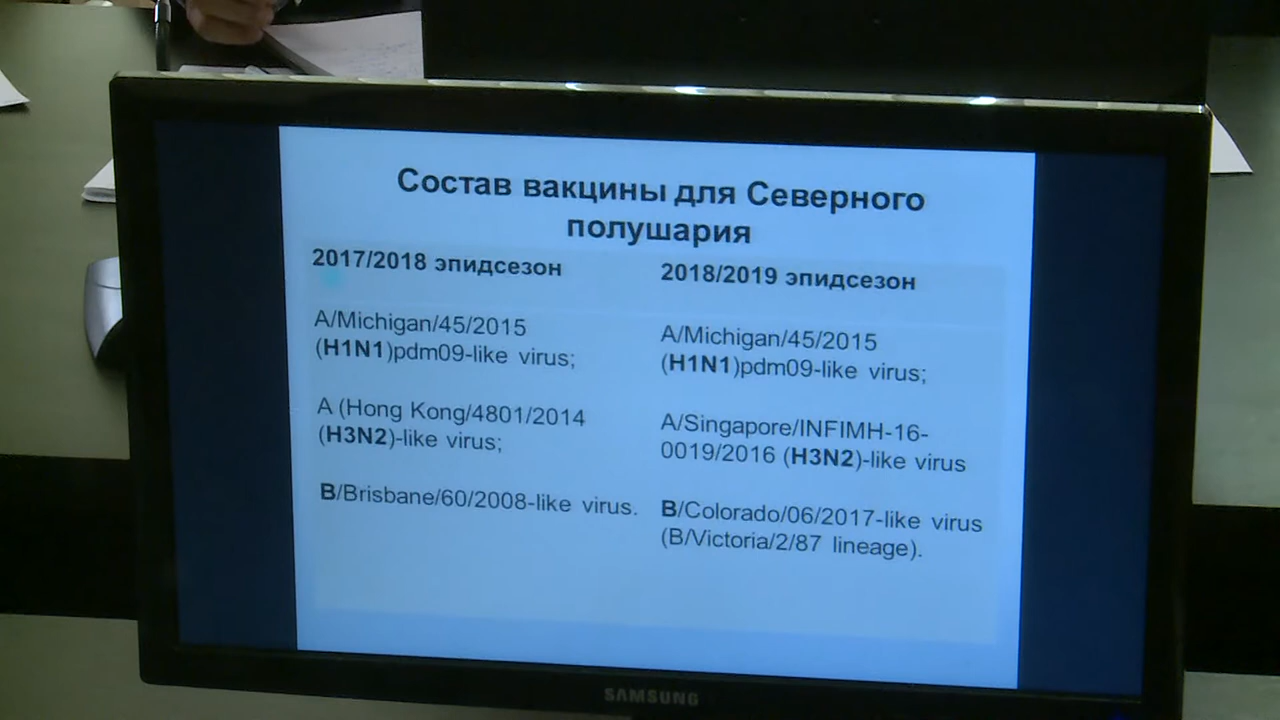 Состав вакцины для Северного
полушария
2017/2018 эпидсезон
A/Michigan/45/2015
(H1N1)pdm09-like virus;
A (Hong Kong/4801/2014
(H3N2)-like virus;
B/Brisbane/60/2008-like virus.
2018/2019 эпидсезон
A/Michigan/45/2015
(H1N1)pdm09-like virus;
A/Singapore/INFIMH-16-
0019/2016 (H3N2)-like virus
B/Colorado/06/2017-like virus
(B/Victoria/2/87 lineage).
SAMSUNG